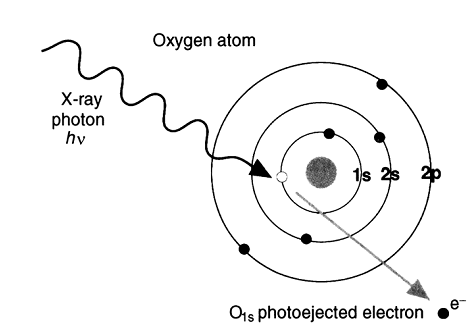 Oxygen atom
X-ray
photon
hν
1s 2s 2p
e⁻
O₁ₛ photoejected electron